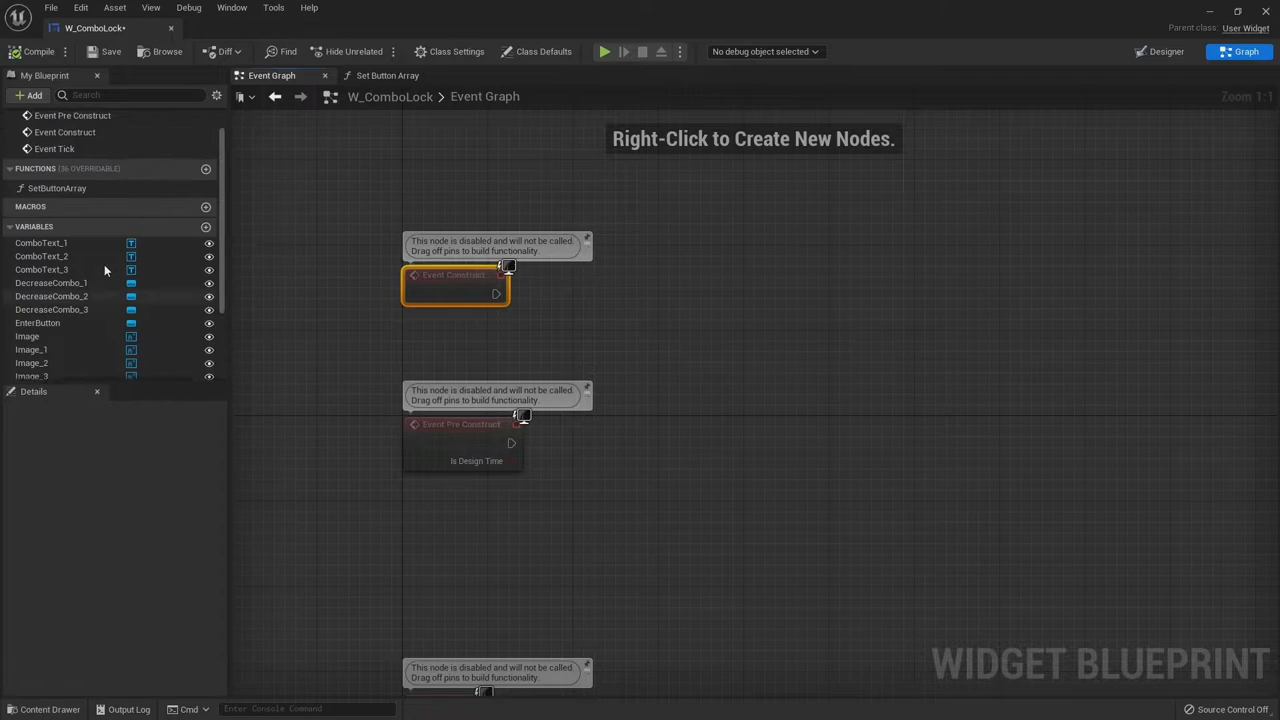 File Edit Asset View Debug Window Tools Help
W_ComboLock•
Parent class: User Widget
Compile Save Browse Diff Find Hide Unrelated Class Settings Class Defaults No debug object selected Designer Graph
My Blueprint
Event Graph
Set Button Array
+ Add
Search
W_ComboLock > Event Graph
Zoom 1:1
Event Pre Construct
Event Construct
Event Tick
FUNCTIONS (36 OVERRIDABLE)
SetButtonArray
MACROS
VARIABLES
ComboText_1
ComboText_2
ComboText_3
DecreaseCombo_1
DecreaseCombo_2
DecreaseCombo_3
EnterButton
Image
Image_1
Image_2
Image_3
Details
Right-Click to Create New Nodes.
This node is disabled and will not be called.
Drag off pins to build functionality.
Event Construct
This node is disabled and will not be called.
Drag off pins to build functionality.
Event Pre Construct
Is Design Time
This node is disabled and will not be called.
Drag off pins to build functionality.
WIDGET BLUEPRINT
Content Drawer Output Log Cmd Enter Console Command Source Control Off